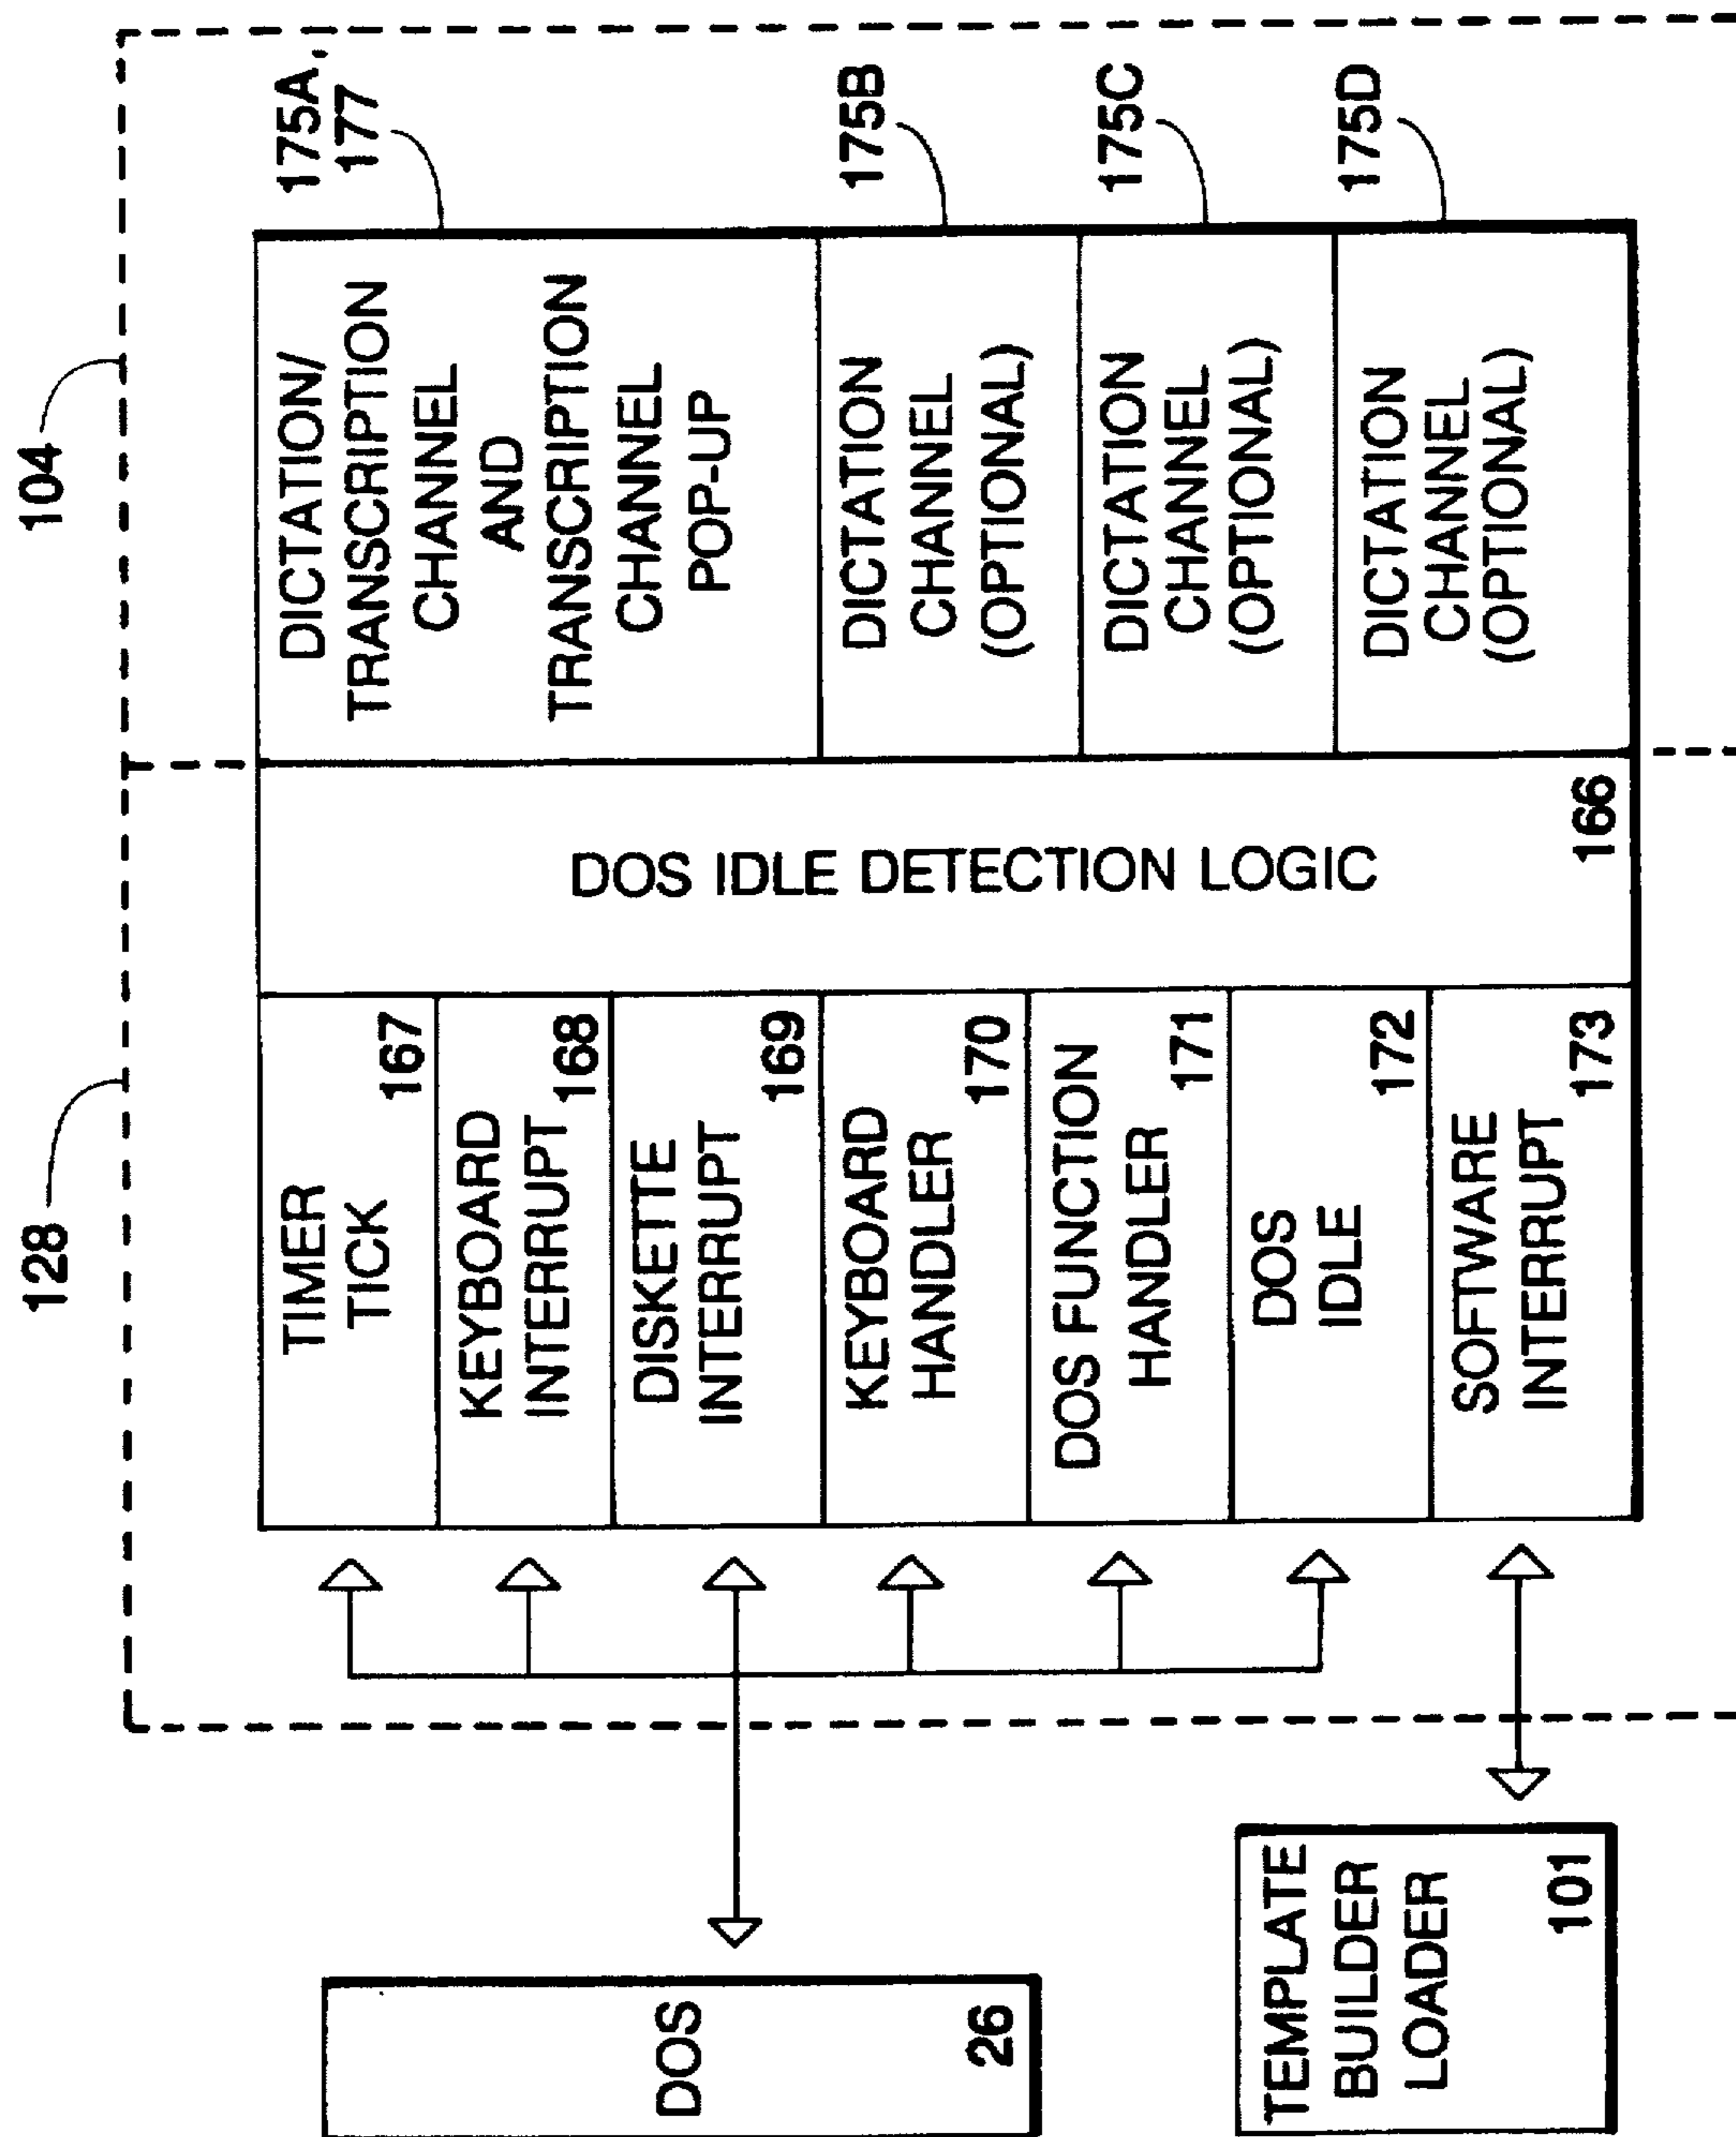 128
104
DOS
26
TEMPLATE
BUILDER
LOADER
101
TIMER
TICK
167
KEYBOARD
INTERRUPT
168
DISKETTE
INTERRUPT
169
KEYBOARD
HANDLER
170
DOS FUNCTION
HANDLER
171
DOS
IDLE
172
SOFTWARE
INTERRUPT
173
DOS IDLE DETECTION LOGIC
166
DICTATION/
TRANSCRIPTION
CHANNEL
AND
TRANSCRIPTION
CHANNEL
POP-UP
175A,
177
DICTATION
CHANNEL
(OPTIONAL)
175B
DICTATION
CHANNEL
(OPTIONAL)
175C
DICTATION
CHANNEL
(OPTIONAL)
175D